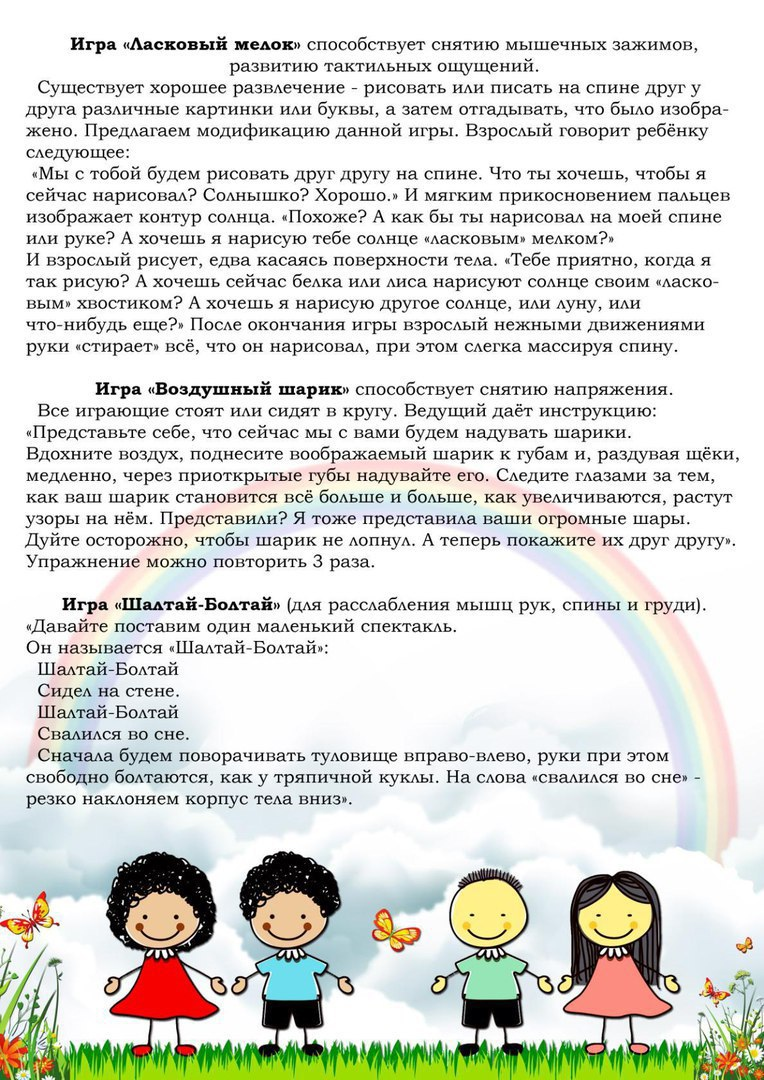 Игра «Ласковый мелок» способствует снятию мышечных зажимов,
развитию тактильных ощущений.
Существует хорошее развлечение - рисовать или писать на спине друг у
друга различные картинки или буквы, а затем отгадывать, что было изобра-
жено. Предлагаем модификацию данной игры. Взрослый говорит ребёнку
следующее:
«Мы с тобой будем рисовать друг другу на спине. Что ты хочешь, чтобы я
сейчас нарисовал? Солнышко? Хорошо.» И мягким прикосновением пальцев
изображает контур солнца. «Похоже? А как бы ты нарисовал на моей спине
или руке? А хочешь я нарисую тебе солнце «ласковым» мелком?»
И взрослый рисует, едва касаясь поверхности тела. «Тебе приятно, когда я
так рисую? А хочешь сейчас белка или лиса нарисуют солнце своим «ласко-
вым» хвостиком? А хочешь я нарисую другое солнце, или луну, или
что-нибудь еще?» После окончания игры взрослый нежными движениями
руки «стирает» всё, что он нарисовал, при этом слегка массируя спину.
Игра «Воздушный шарик» способствует снятию напряжения.
Все играющие стоят или сидят в кругу. Ведущий даёт инструкцию:
«Представьте себе, что сейчас мы с вами будем надувать шарики.
Вдохните воздух, поднесите воображаемый шарик к губам и, раздувая щёки,
медленно, через приоткрытые губы надувайте его. Следите глазами за тем,
как ваш шарик становится всё больше и больше, как увеличиваются, растут
узоры на нём. Представили? Я тоже представила ваши огромные шары.
Дуйте осторожно, чтобы шарик не лопнул. А теперь покажите их друг другу».
Упражнение можно повторить 3 раза.
Игра «Шалтай-Болтай» (для расслабления мышц рук, спины и груди).
«Давайте поставим один маленький спектакль.
Он называется «Шалтай-Болтай»:
Шалтай-Болтай
Сидел на стене.
Шалтай-Болтай
Свалился во сне.
Сначала будем поворачивать туловище вправо-влево, руки при этом
свободно болтаются, как у тряпичной куклы. На слова «свалился во сне» -
резко наклоняем корпус тела вниз».